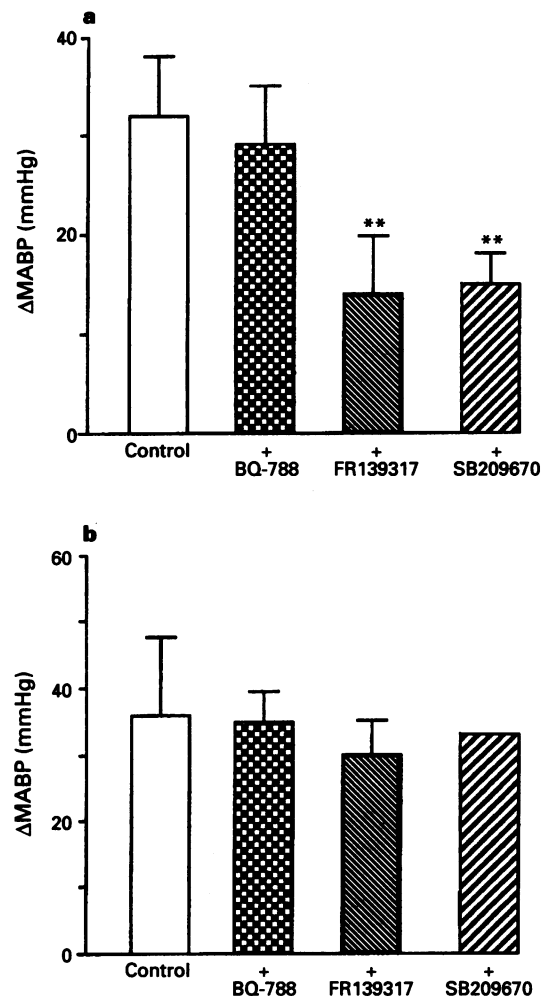 a
40
20
0
ΔMABP (mmHg)
** **
Control + + +
BQ-788 FR139317 SB209670
b
60
40
20
0
ΔMABP (mmHg)
Control + + +
BQ-788 FR139317 SB209670